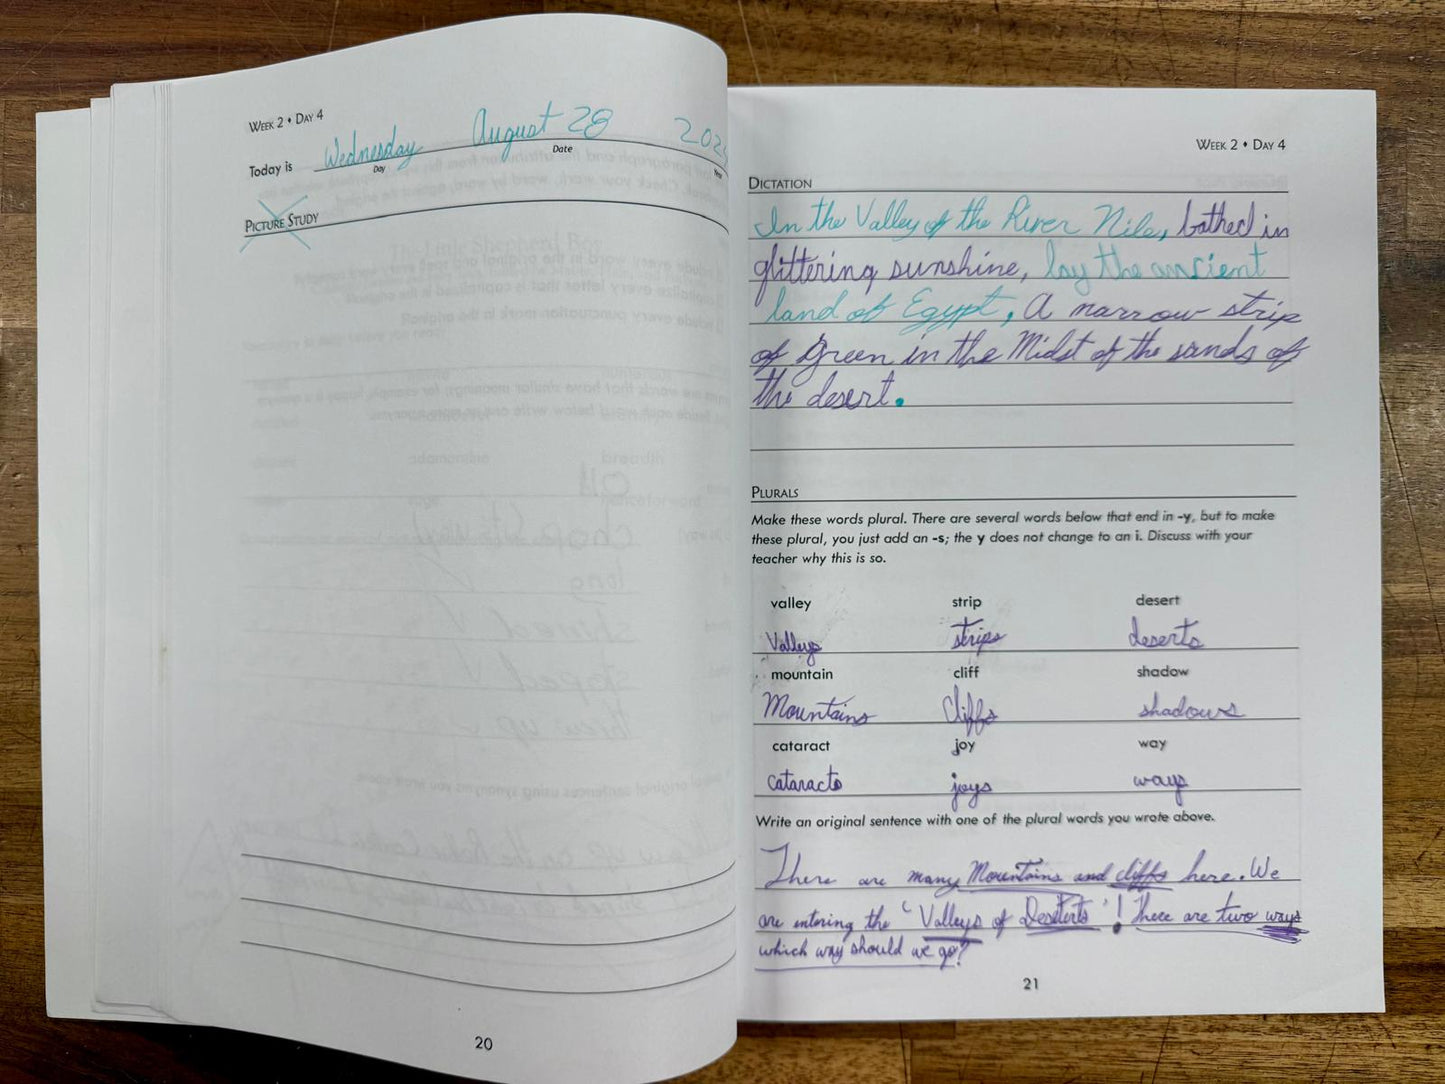 WEEK 2 • DAY 4
Today is Wednesday August 28
Day Date
PICTURE STUDY
20
WEEK 2 • DAY 4
DICTATION
In the Valley of the River Nile, bathed in
glittering sunshine, lay the ancient
land of Egypt, A narrow strip
of green in the Midst of the sands of
the desert.
PLURALS
Make these words plural. There are several words below that end in -y, but to make
these plural, you just add an -s; the y does not change to an i. Discuss with your
teacher why this is so.
valley strip desert
Valleys strips deserts
mountain cliff shadow
Mountains Cliffs shadows
cataract joy way
cataracts joys ways
Write an original sentence with one of the plural words you wrote above.
There are many Mountains and cliffs here. We
are entering the "Valleys of Deserts"! There are two ways
which way should we go?
21